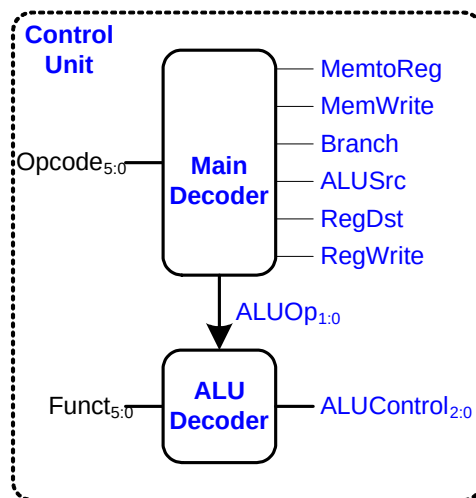 Control
Unit
MemtoReg
MemWrite
Branch
Opcode5:0
Main
Decoder
ALUSrc
RegDst
RegWrite
ALUOp1:0
Funct5:0
ALU
Decoder
ALUControl2:0